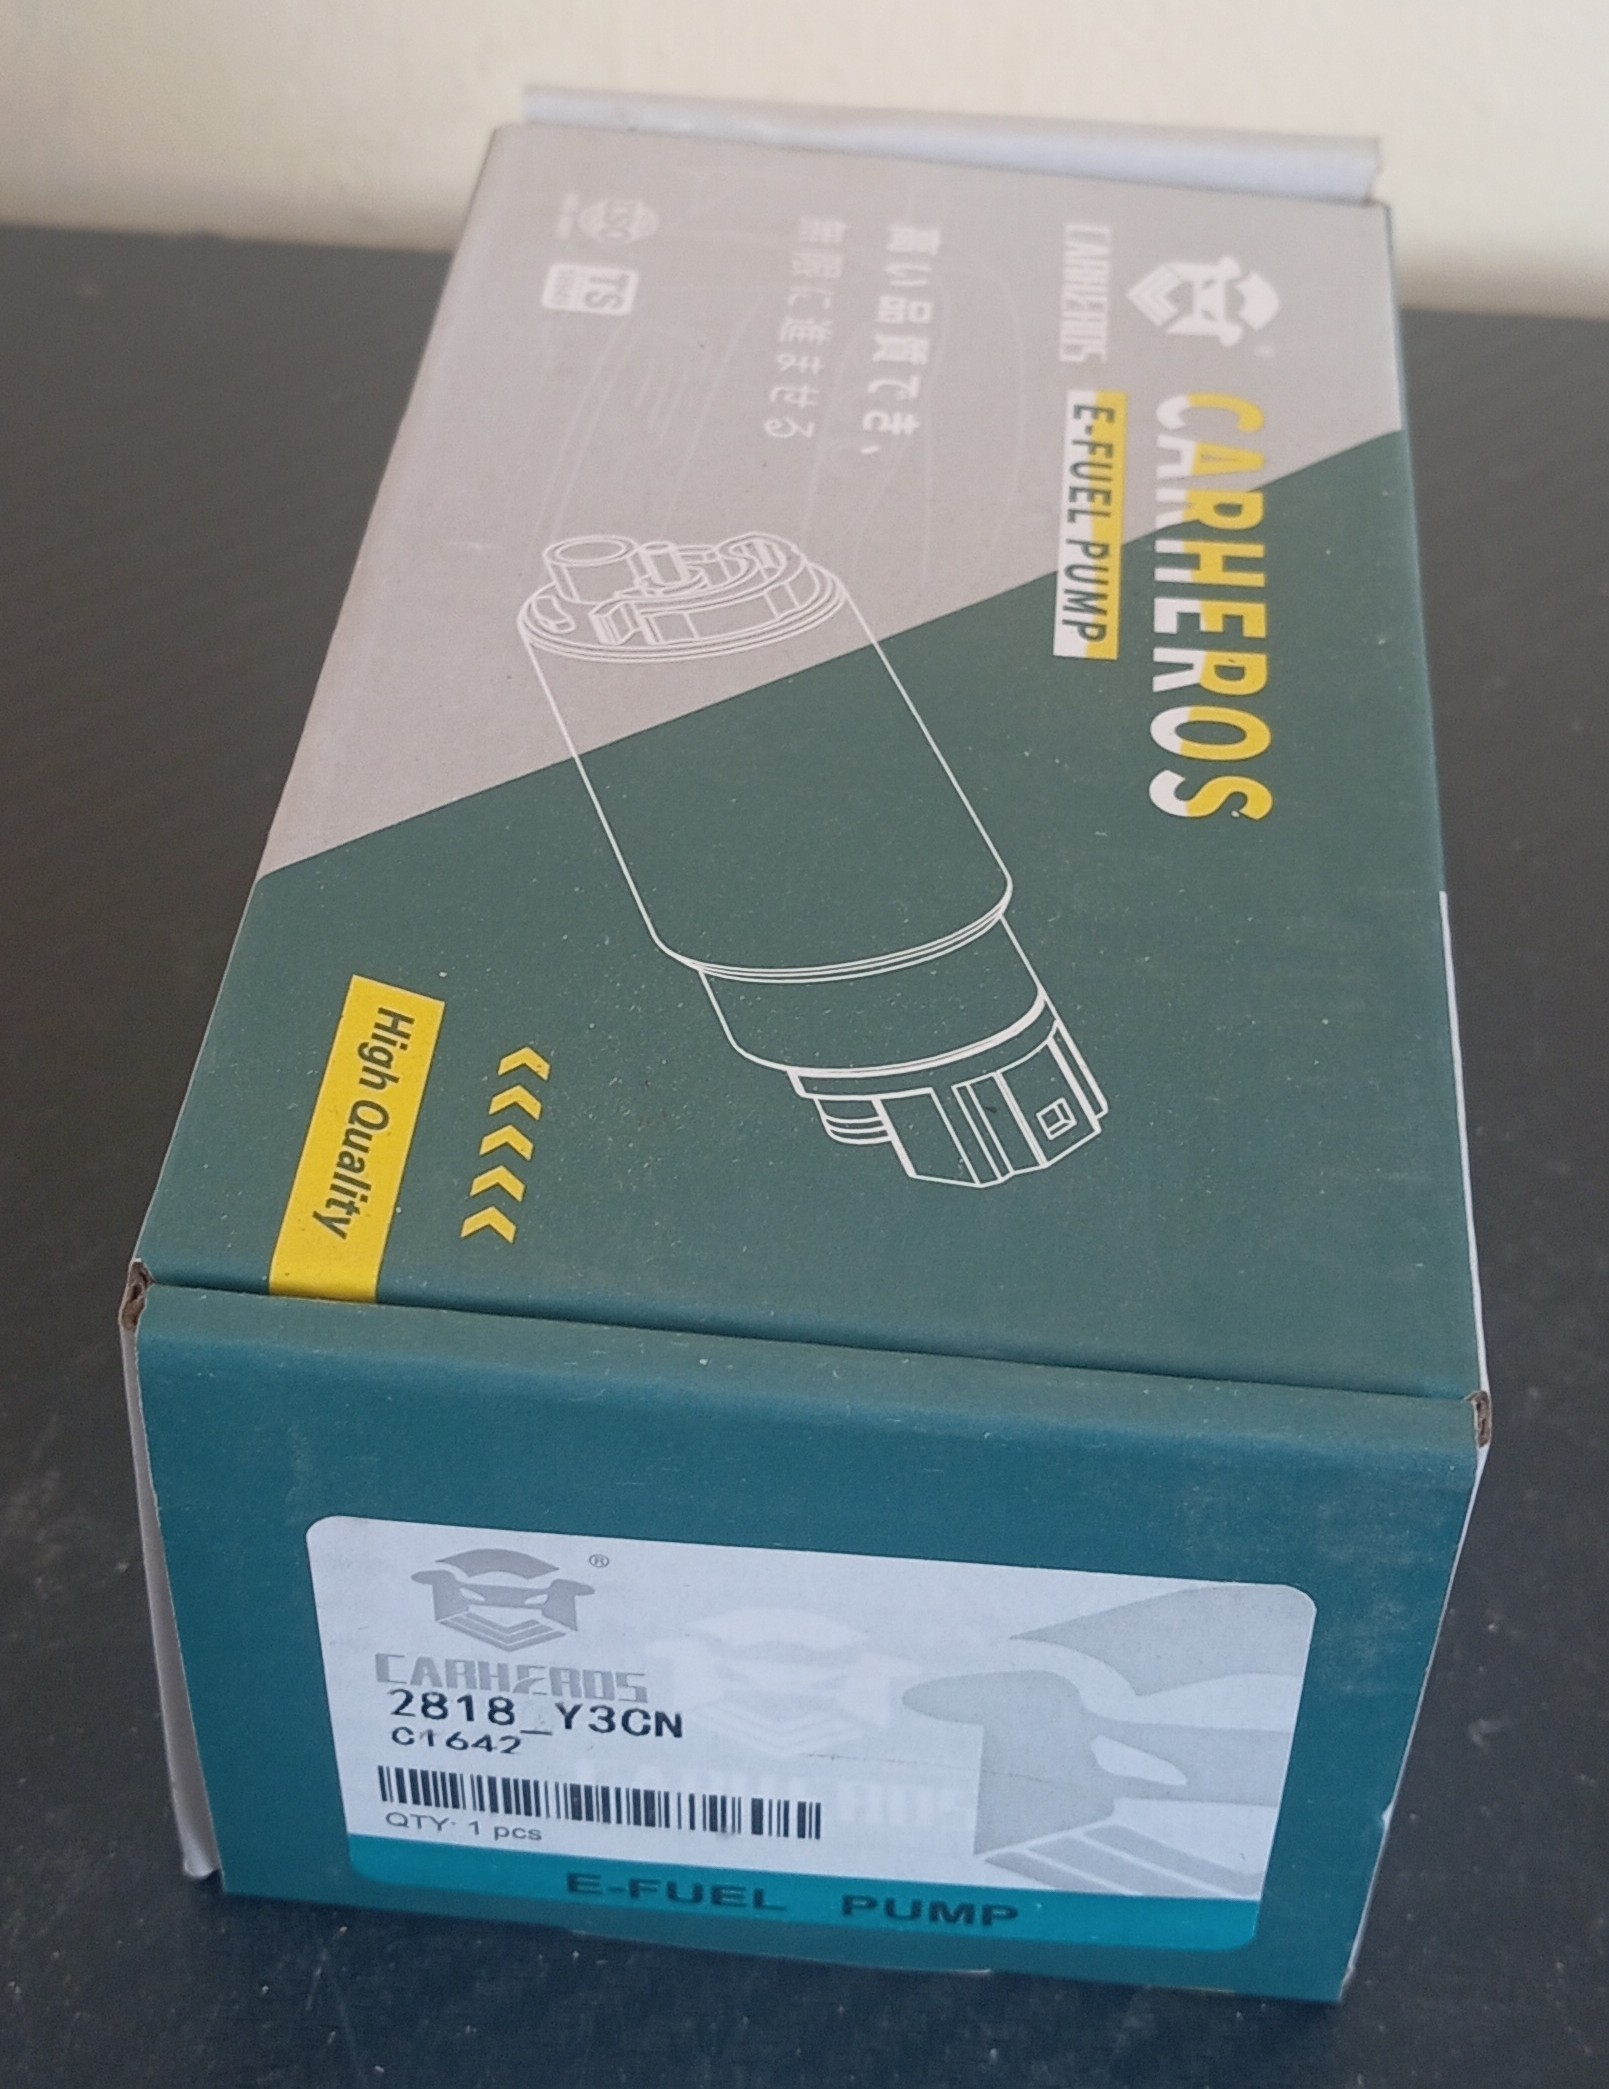 CARHEROS
CARHEROS
E-FUEL PUMP
高い品質でき、
無限に進ませる
ISO
TS
High Quality
®
CARHEROS
2818_Y3CN
C1642
QTY: 1 pcs
E-FUEL PUMP